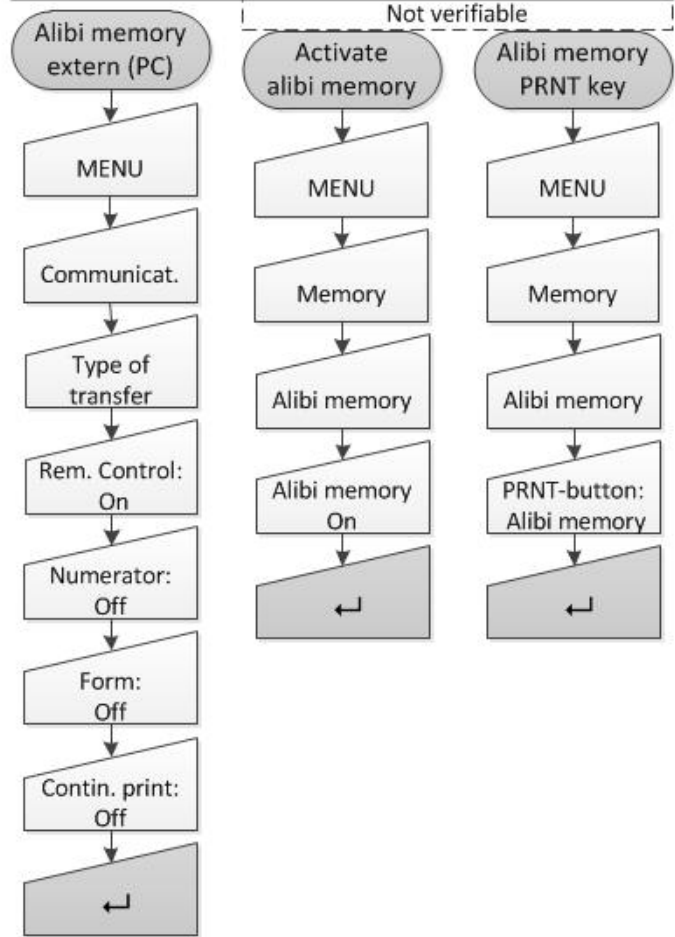 Not verifiable
Alibi memory
extern (PC)
MENU
Communicat.
Type of
transfer
Rem. Control:
On
Numerator:
Off
Form:
Off
Contin. print:
Off
↵
Activate
alibi memory
MENU
Memory
Alibi memory
Alibi memory
On
↵
Alibi memory
PRNT key
MENU
Memory
Alibi memory
PRNT-button:
Alibi memory
↵